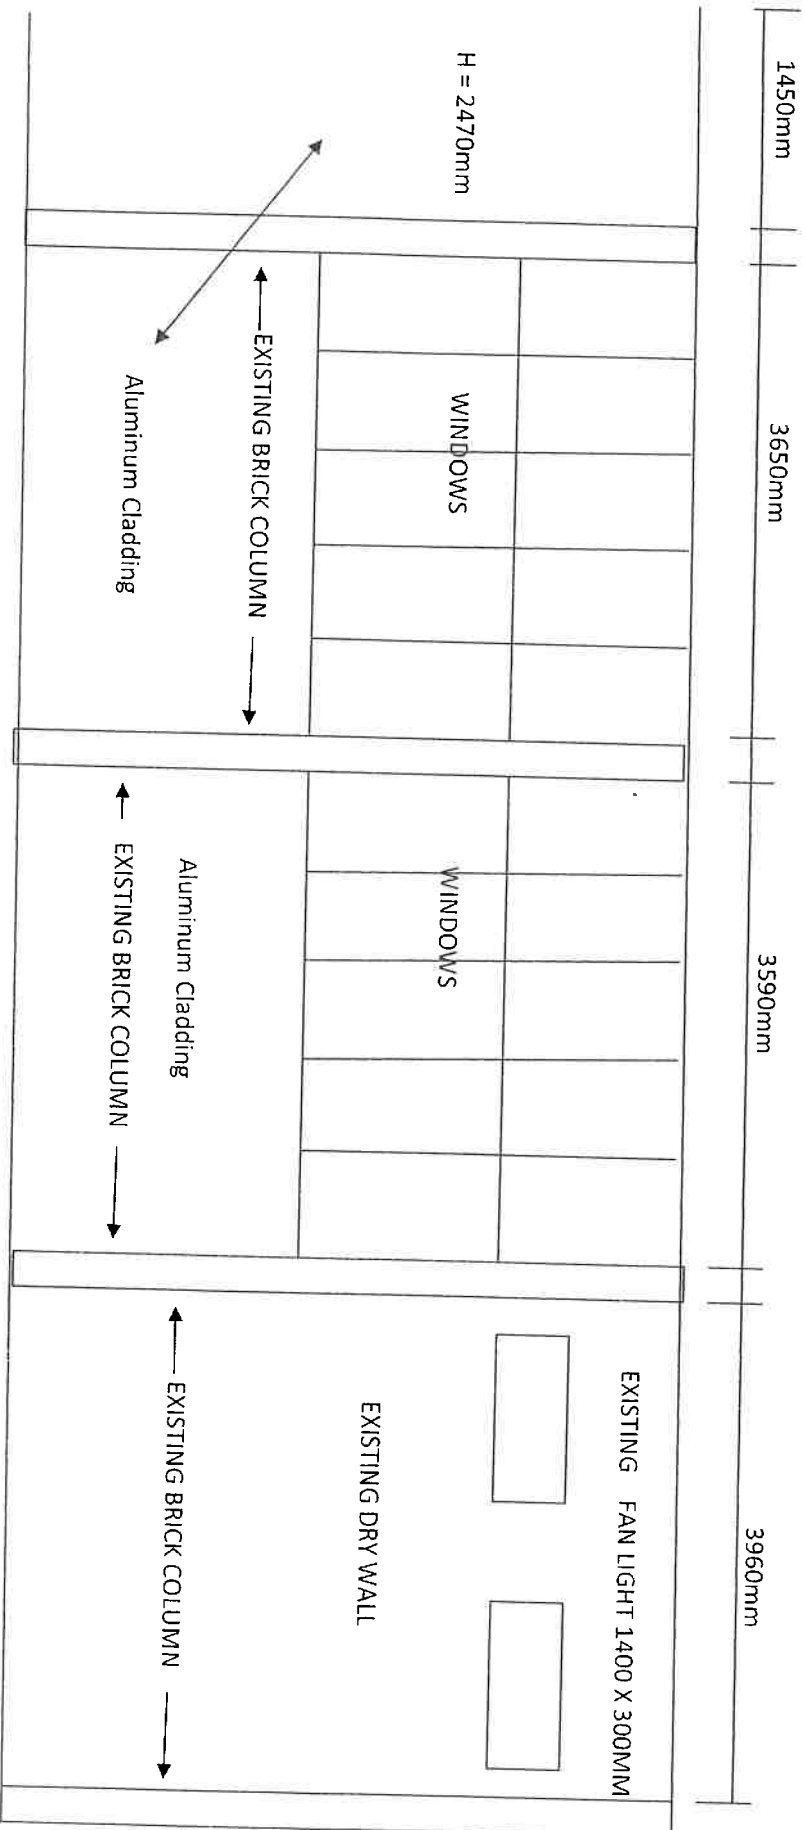 1450mm
3650mm
3590mm
3960mm
H = 2470mm
WINDOWS
WINDOWS
EXISTING FAN LIGHT 1400 X 300MM
EXISTING DRY WALL
EXISTING BRICK COLUMN
Aluminum Cladding
Aluminum Cladding
EXISTING BRICK COLUMN
EXISTING BRICK COLUMN